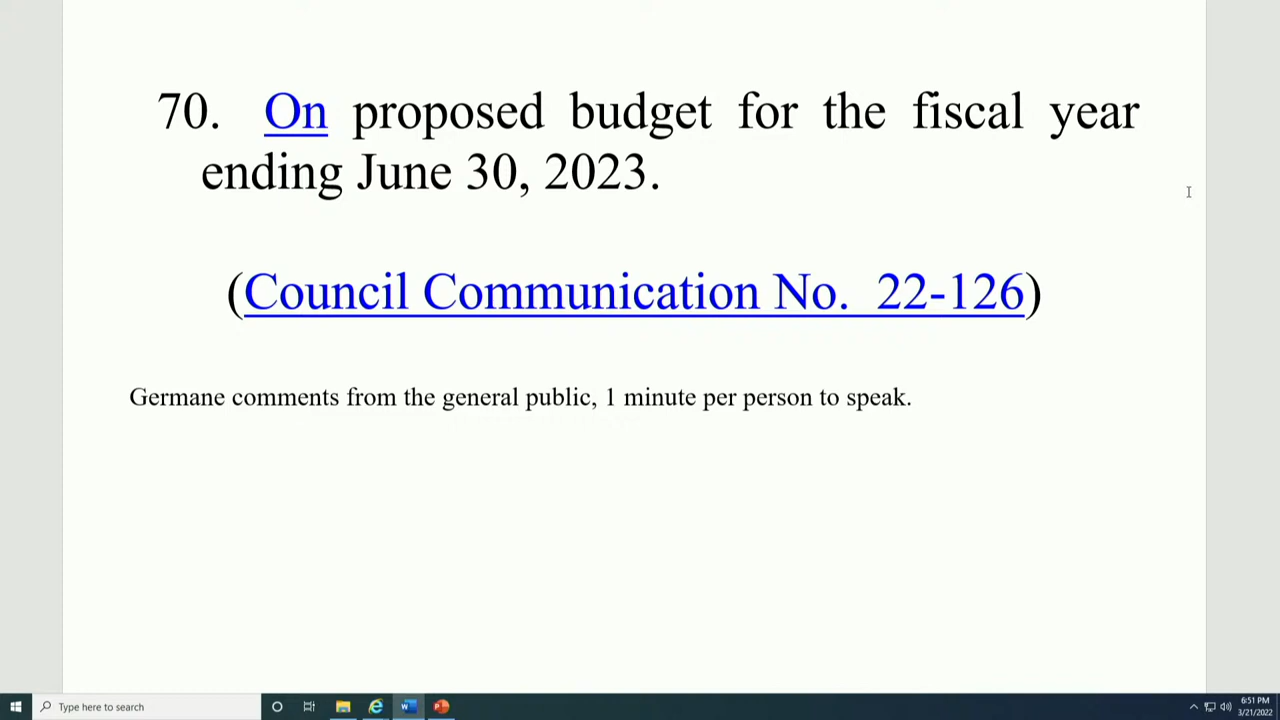 70. On proposed budget for the fiscal year
ending June 30, 2023.
(Council Communication No. 22-126)
Germane comments from the general public, 1 minute per person to speak.
Type here to search
6:51 PM
3/21/2022